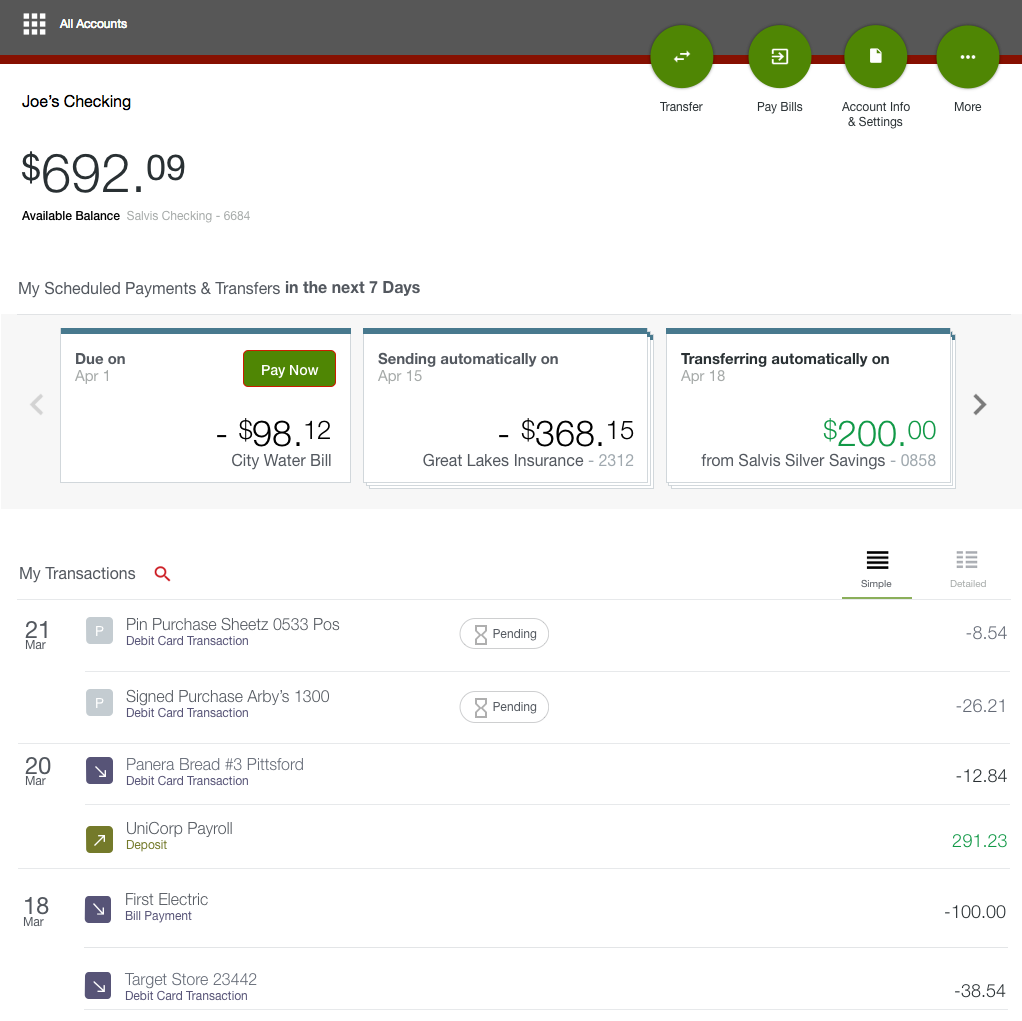 All Accounts
Transfer
Pay Bills
Account Info
& Settings
More
Joe's Checking
$692.09
Available Balance Salvis Checking - 6684
My Scheduled Payments & Transfers in the next 7 Days
Due on
Apr 1
Pay Now
- $98.12
City Water Bill
Sending automatically on
Apr 15
- $368.15
Great Lakes Insurance - 2312
Transferring automatically on
Apr 18
$200.00
from Salvis Silver Savings - 0858
My Transactions
Simple
Detailed
21
Mar
P
Pin Purchase Sheetz 0533 Pos
Debit Card Transaction
Pending
-8.54
P
Signed Purchase Arby's 1300
Debit Card Transaction
Pending
-26.21
20
Mar
Panera Bread #3 Pittsford
Debit Card Transaction
-12.84
UniCorp Payroll
Deposit
291.23
18
Mar
First Electric
Bill Payment
-100.00
Target Store 23442
Debit Card Transaction
-38.54